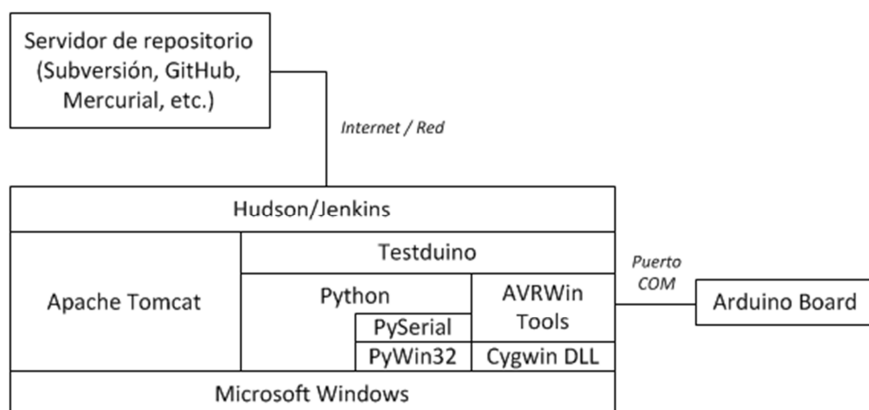 Servidor de repositorio
(Subversión, GitHub,
Mercurial, etc.)
Internet / Red
Hudson/Jenkins
Testduino
Apache Tomcat
Python
AVRWin
Tools
PySerial
PyWin32
Cygwin DLL
Microsoft Windows
Puerto
COM
Arduino Board